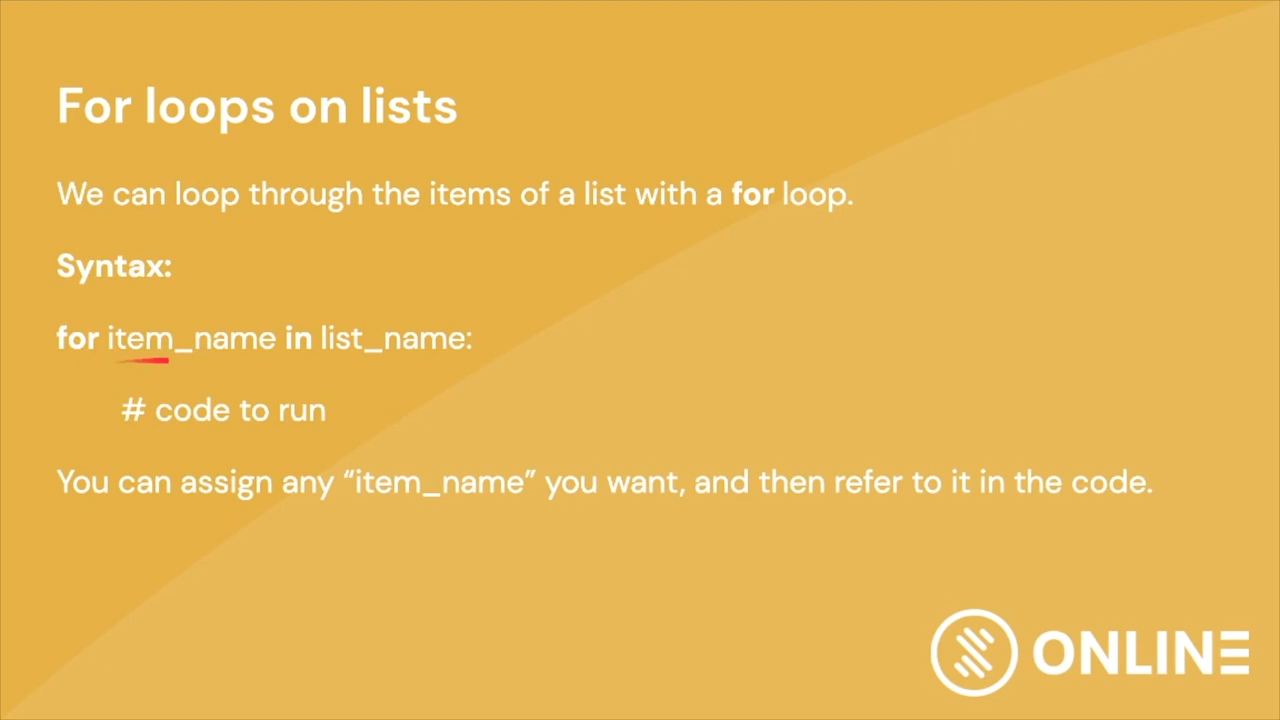 For loops on lists
We can loop through the items of a list with a for loop.
Syntax:
for item_name in list_name:
# code to run
You can assign any “item_name” you want, and then refer to it in the code.
ONLINE